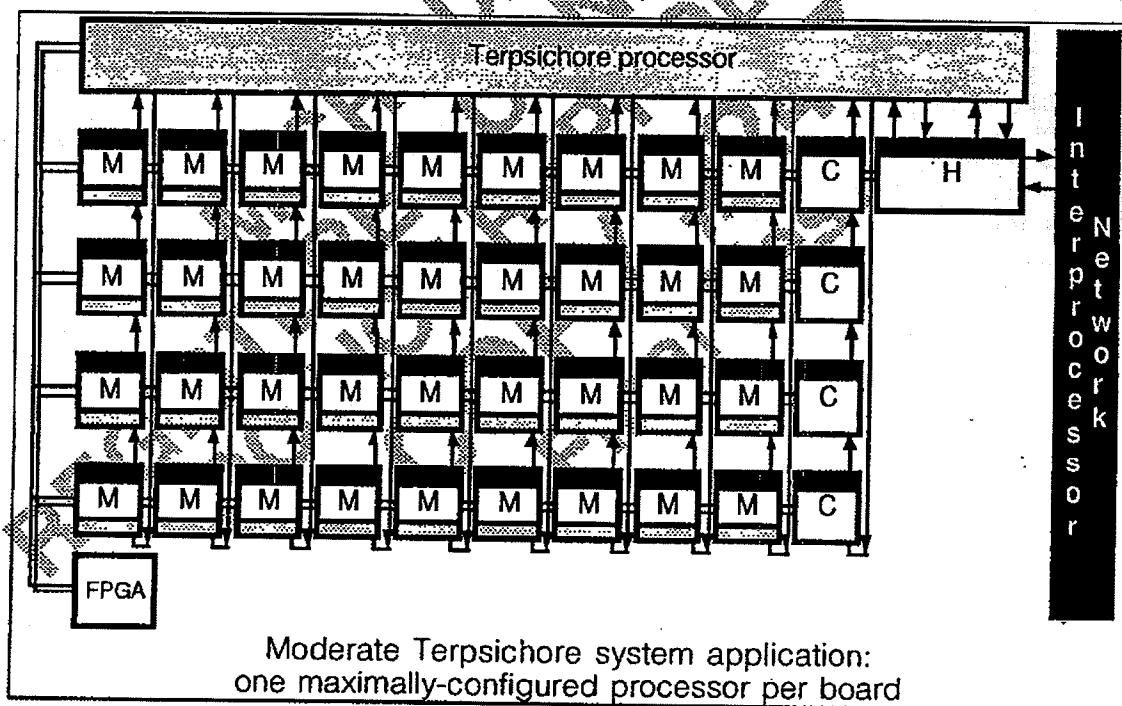 Terpsichore processor
M M M M M M M M M C H
M M M M M M M M M C
M M M M M M M M M C
M M M M M M M M M C
FPGA
Interprocessor
Network
Moderate Terpsichore system application:
one maximally-configured processor per board